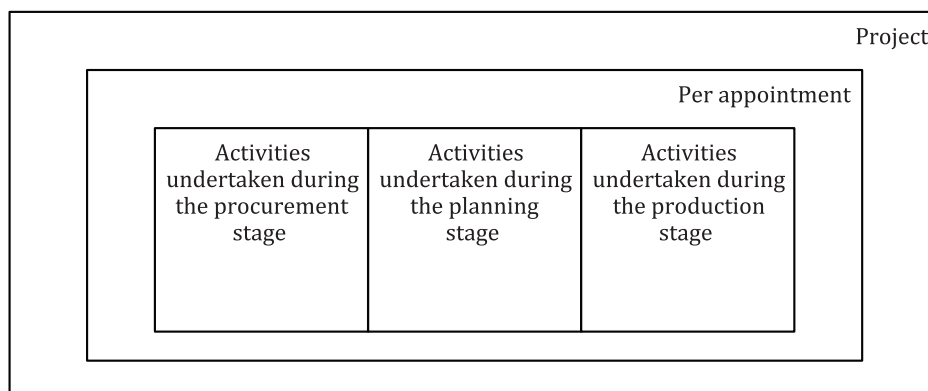 Project
Per appointment
Activities
undertaken during
the procurement
stage
Activities
undertaken during
the planning
stage
Activities
undertaken during
the production
stage